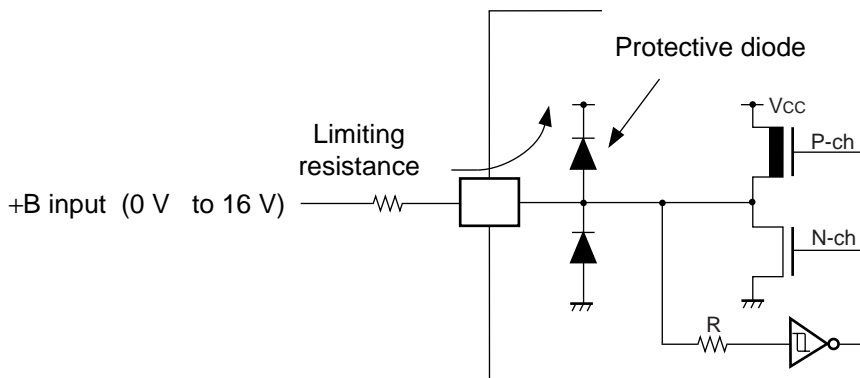 Protective diode
VCC
Limiting
resistance
P-ch
+B input (0 V to 16 V)
N-ch
R